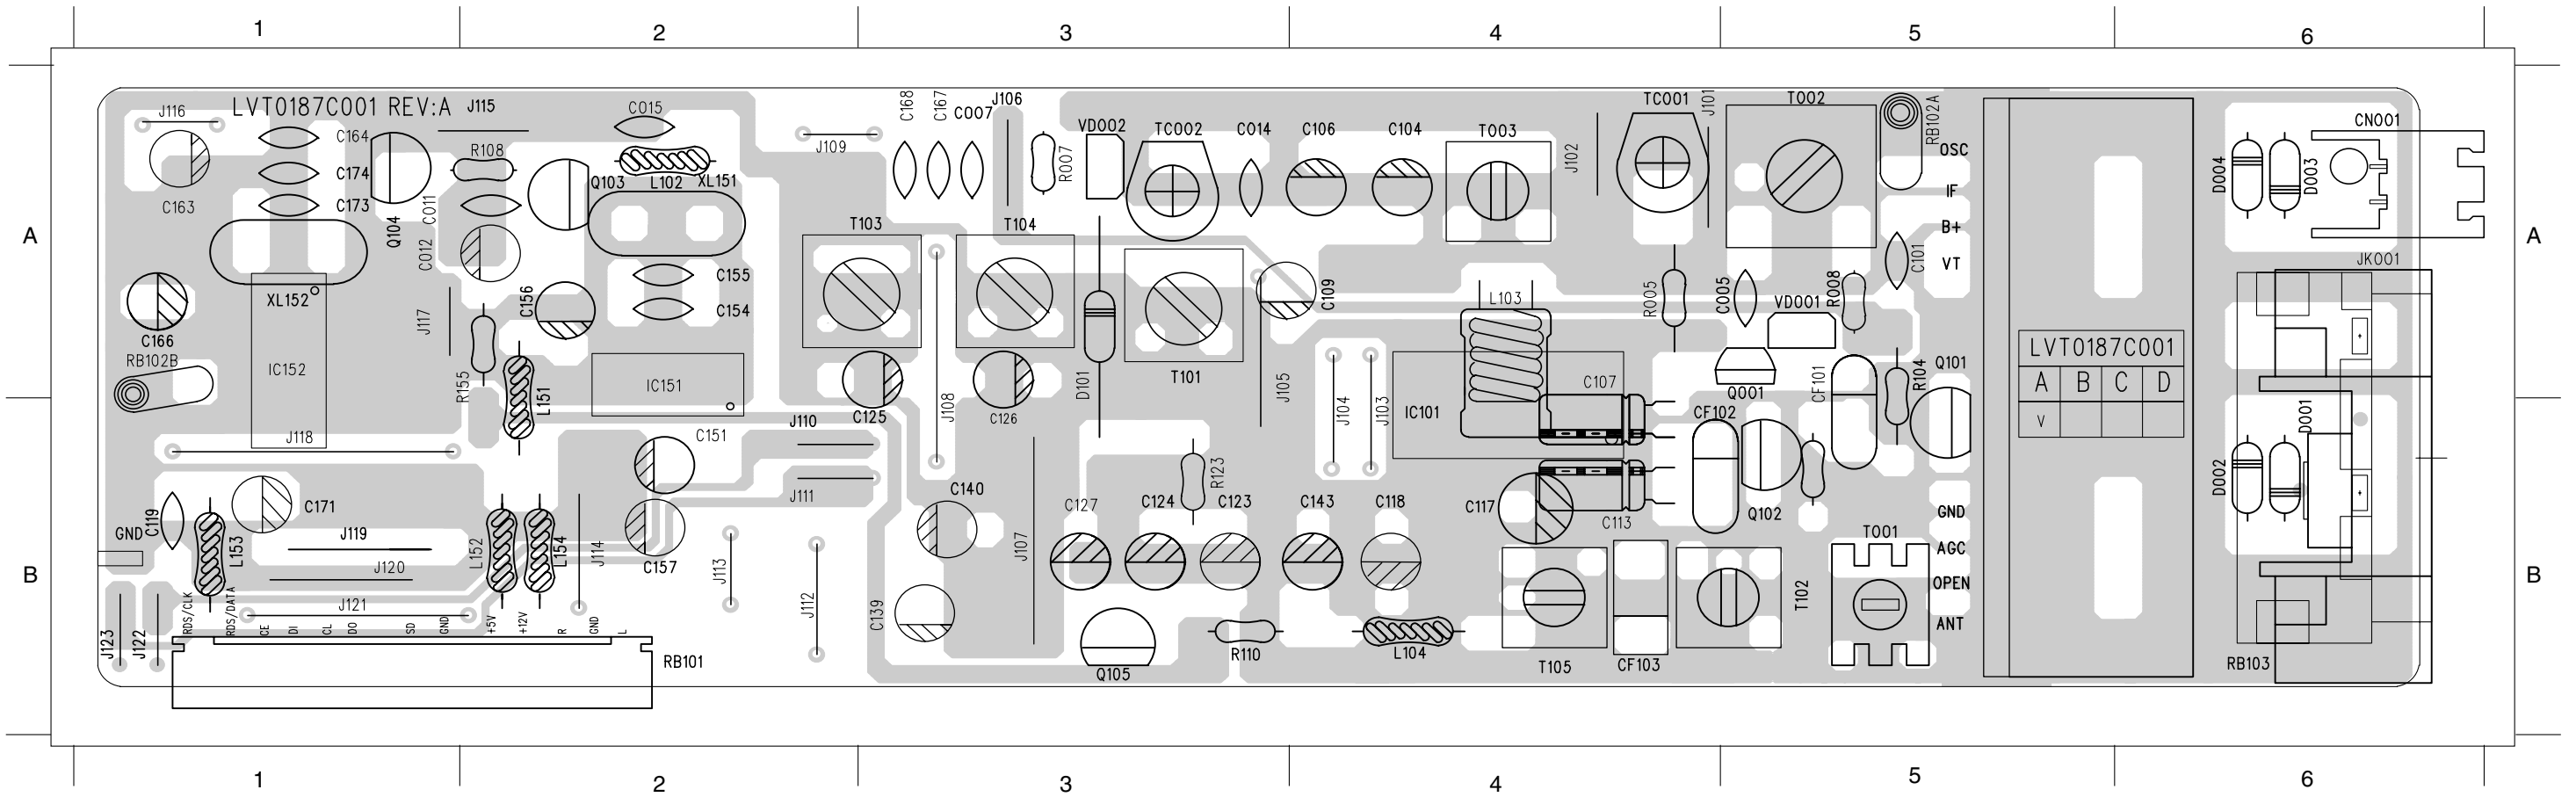 1 2 3 4 5 6
A A
B B
LVT0187C001 REV:A
J115
J116
C164
C174
C173
C163
Q104
R108
C011
C012
C015
Q103
L102
XL151
J109
C168
C167
C007
J106
R007
VD002
TC002
C014
C106
C104
T003
J102
TC001
J101
T002
RB102A
OSC
IF
B+
VT
C101
D004
D003
CN001
JK001
XL152
C166
RB102B
IC152
J117
R155
C156
L151
C155
C154
IC151
T103
T104
C125
J108
C126
D101
T101
C109
J105
J104
J103
L103
IC101
C107
R005
C005
VD001
R008
Q001
CF101
R104
Q101
CF102
LVT0187C001
A B C D
V
D001
D002
J118
C151
J110
J111
C171
C119
GND
L153
J119
J120
J121
L152
L154
J114
C157
J113
J112
C140
C139
J107
C127
C124
R123
C123
C143
C118
C117
C113
Q102
T001
GND
AGC
OPEN
ANT
T102
T105
CF103
L104
R110
Q105
RB103
J123
J122
RDS/CLK
RDS/DATA
CE
DI
CL
DO
SD
GND
+5V
+12V
R
GND
L
RB101
1 2 3 4 5 6